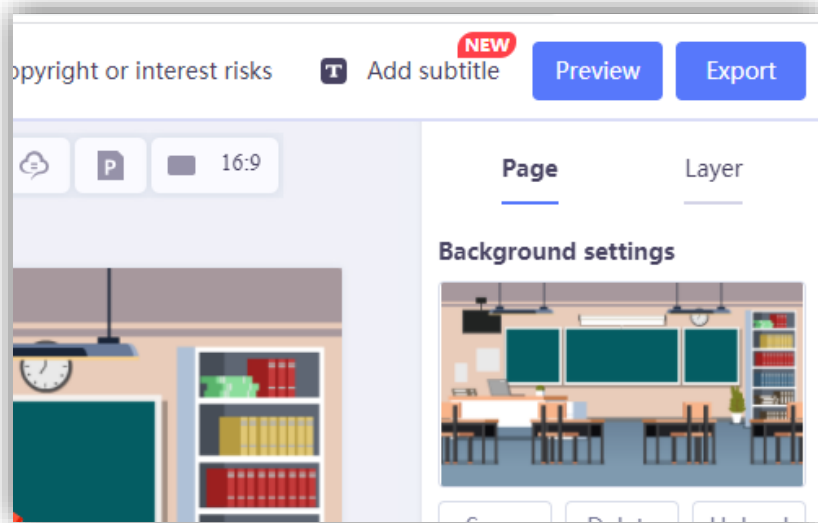 NEW
opyright or interest risks T Add subtitle Preview Export
P 16:9
Page Layer
Background settings